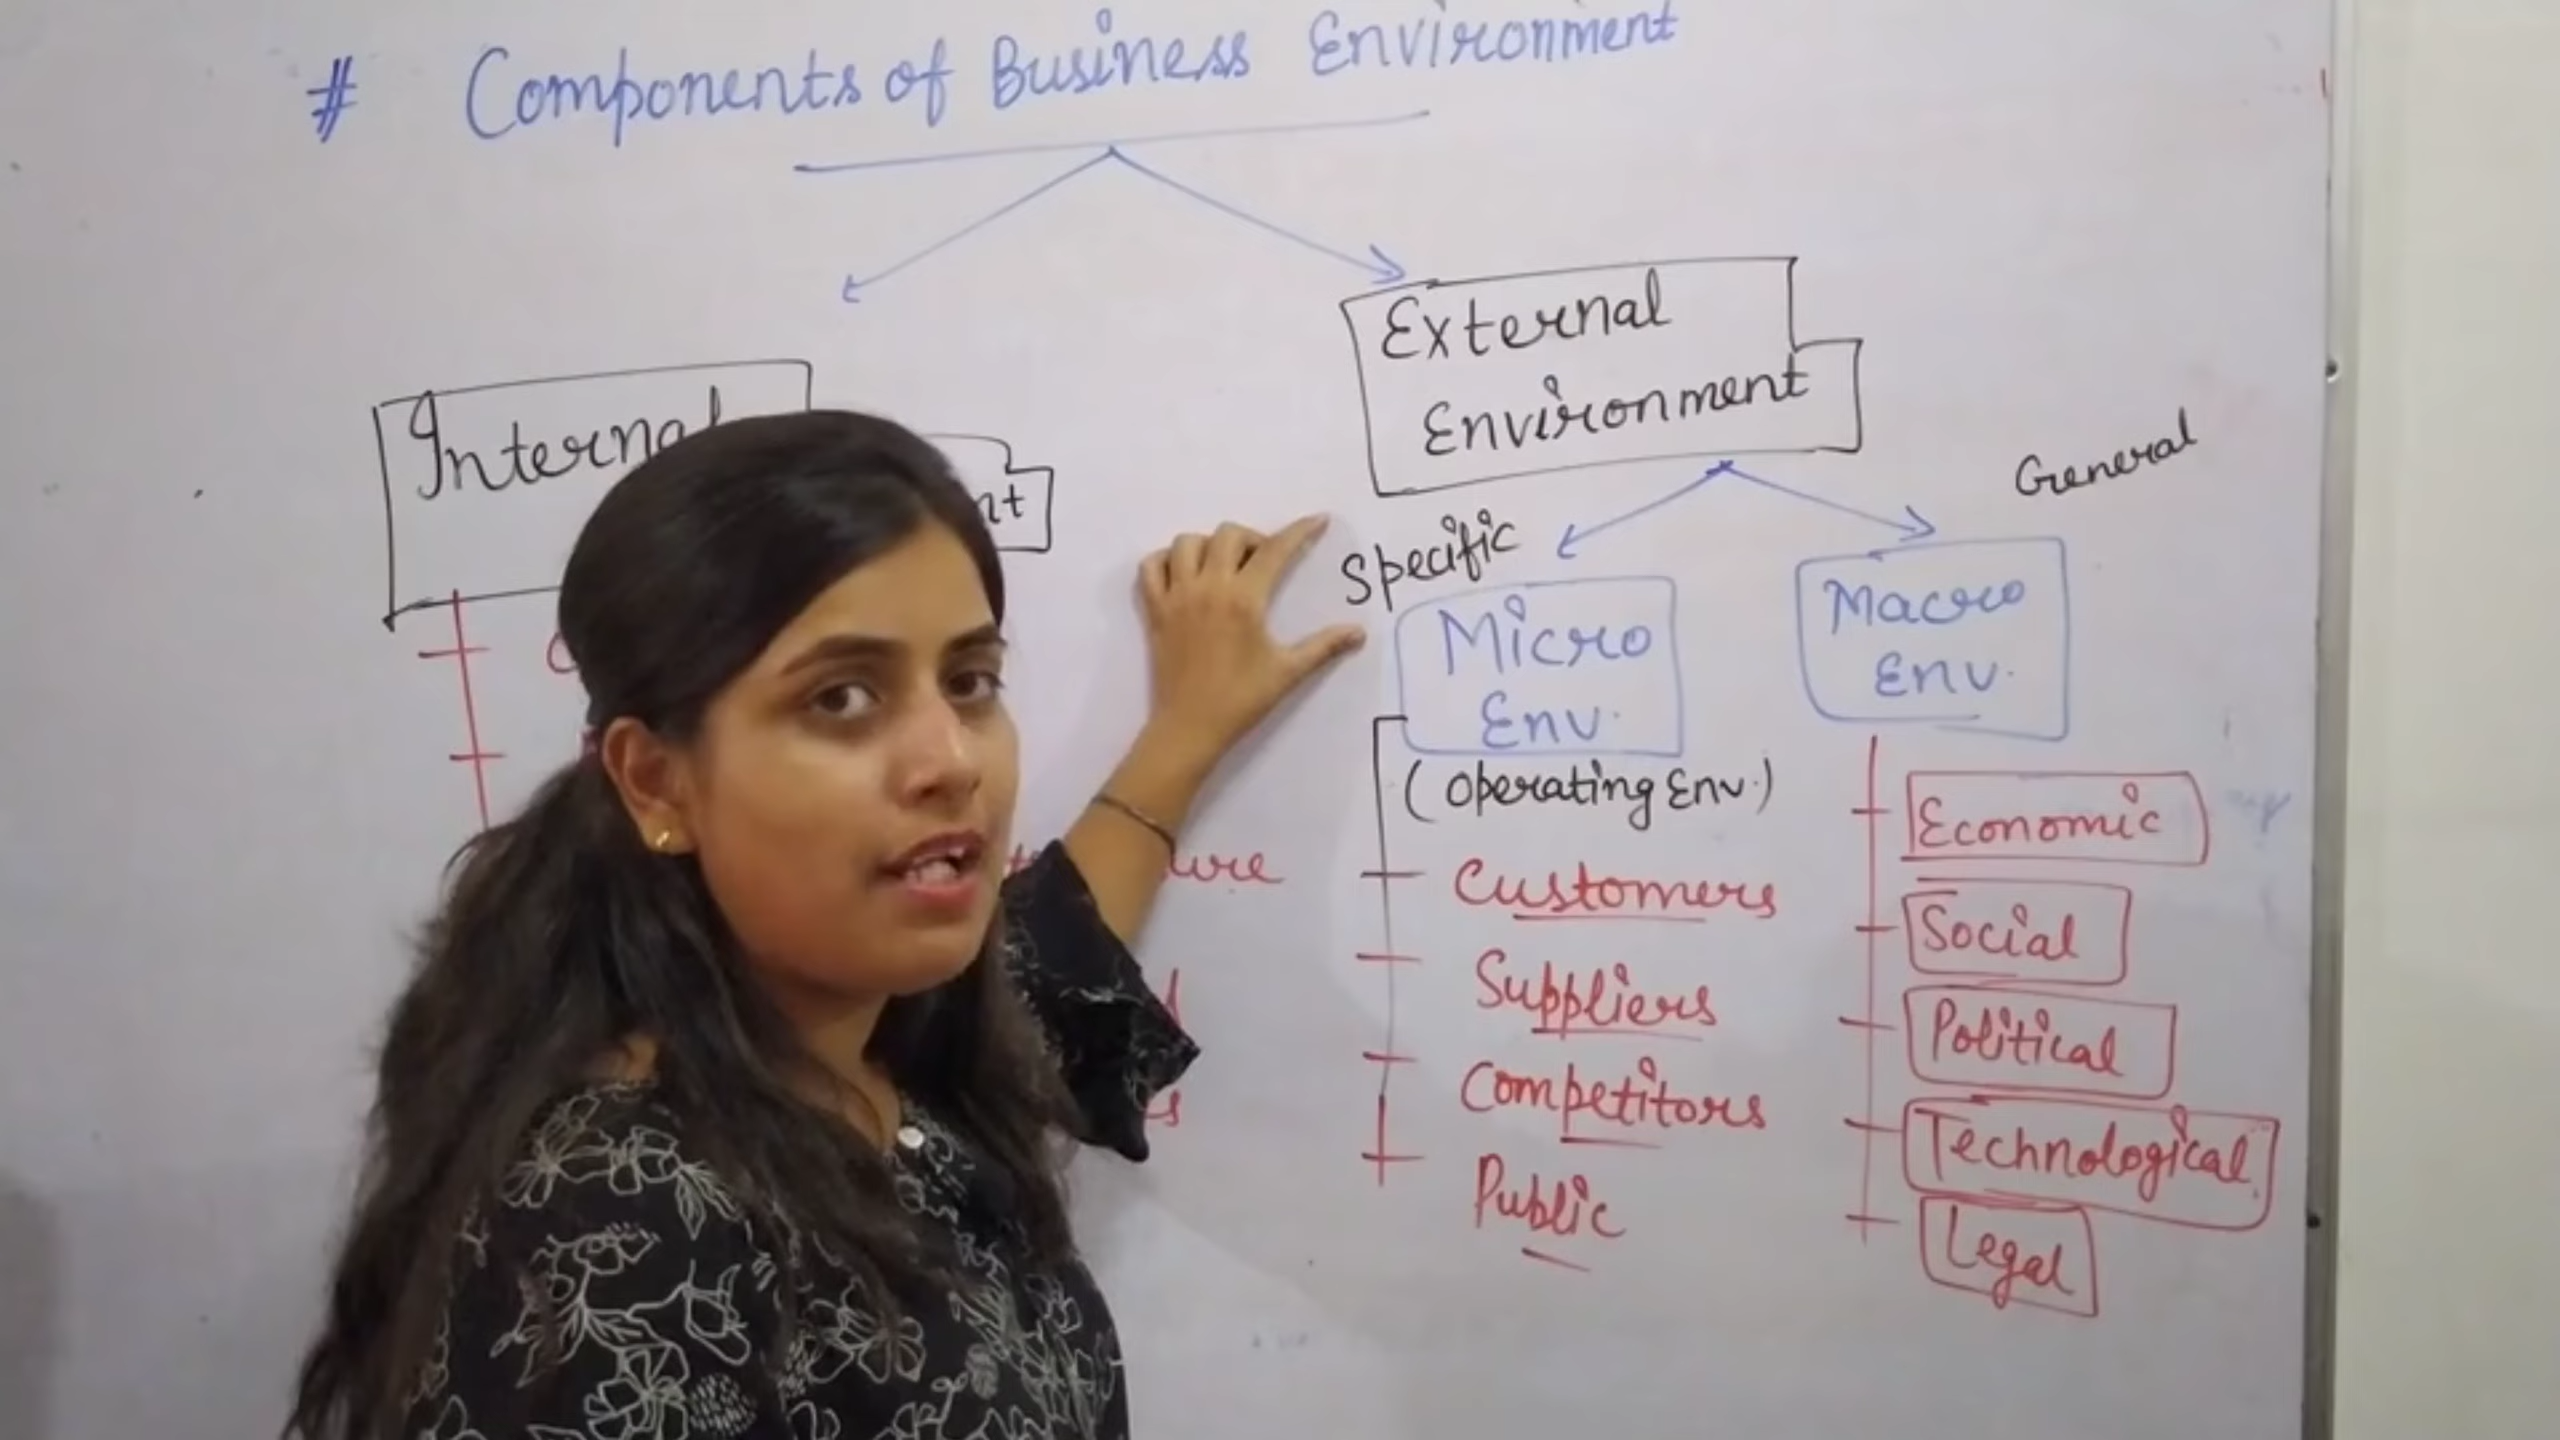 # Components of Business Environment
Internal
External
Environment
Specific
General
Micro
Env.
(Operating Env.)
Customers
Suppliers
Competitors
Public
Macro
Env.
Economic
Social
Political
Technological
Legal